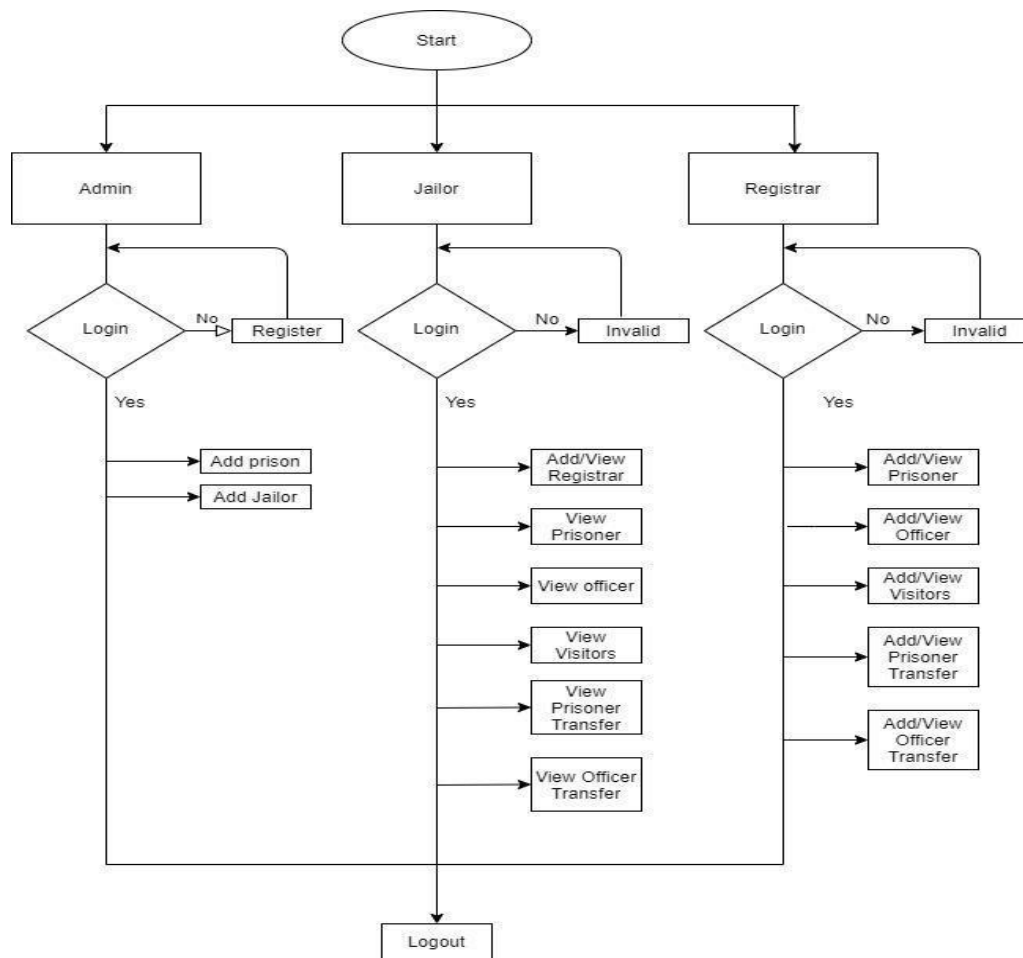 Start
Admin
Jailor
Registrar
Login
No
Register
Login
No
Invalid
Login
No
Invalid
Yes
Yes
Yes
Add prison
Add Jailor
Add/View
Registrar
View
Prisoner
View officer
View
Visitors
View
Prisoner
Transfer
View Officer
Transfer
Add/View
Prisoner
Add/View
Officer
Add/View
Visitors
Add/View
Prisoner
Transfer
Add/View
Officer
Transfer
Logout